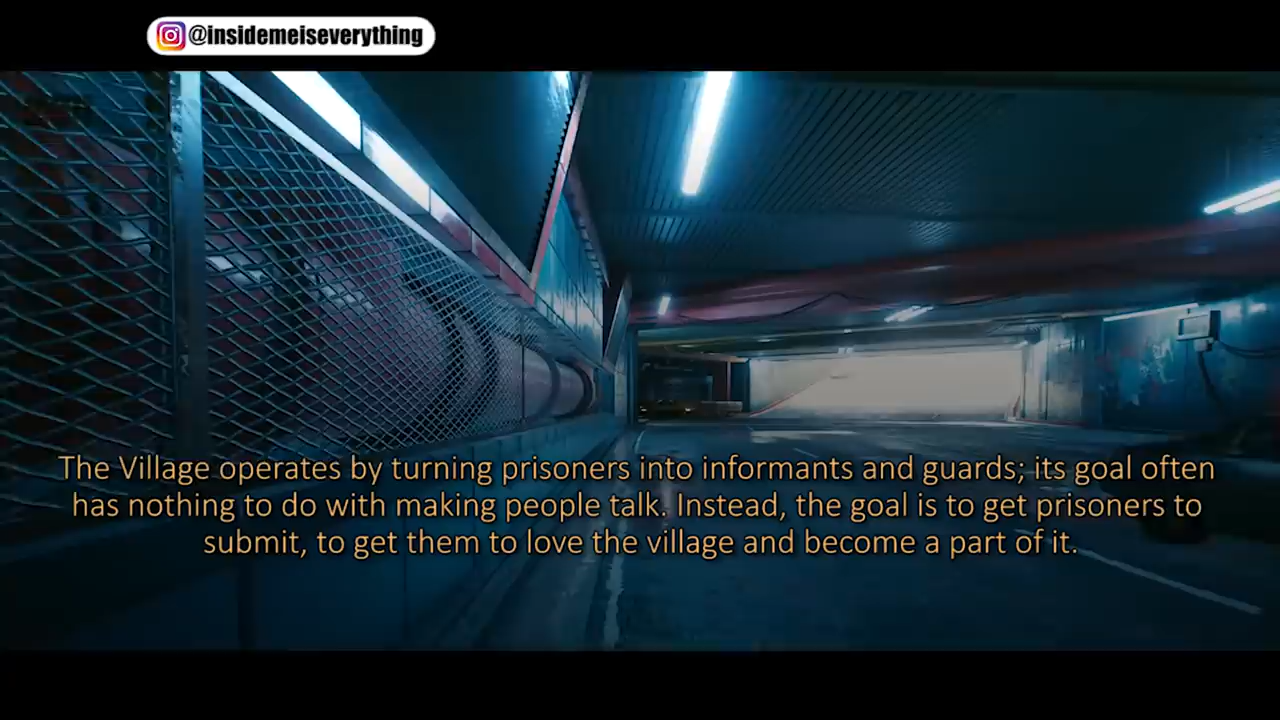 @insidemeiseverything
The Village operates by turning prisoners into informants and guards; its goal often
has nothing to do with making people talk. Instead, the goal is to get prisoners to
submit, to get them to love the village and become a part of it.